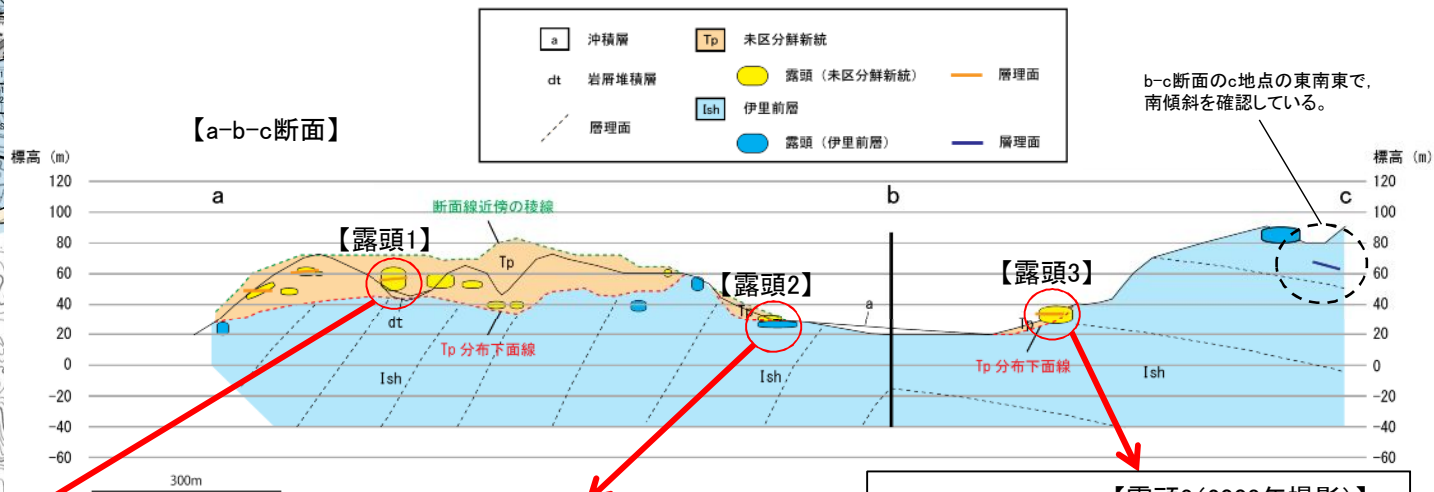 a 沖積層
Tp 未区分鮮新統
dt 岩屑堆積層
露頭（未区分鮮新統）
層理面
Ish 伊里前層
層理面
露頭（伊里前層）
層理面
b-c断面のc地点の東南東で，
南傾斜を確認している。
【a-b-c断面】
標高 (m)
標高 (m)
120
100
80
60
40
20
0
-20
-40
-60
120
100
80
60
40
20
0
-20
-40
-60
a
b
c
断面線近傍の稜線
【露頭1】
Tp
【露頭2】
【露頭3】
dt
Tp
a
Tp
Tp 分布下面線
Tp 分布下面線
Ish
Ish
Ish
300m